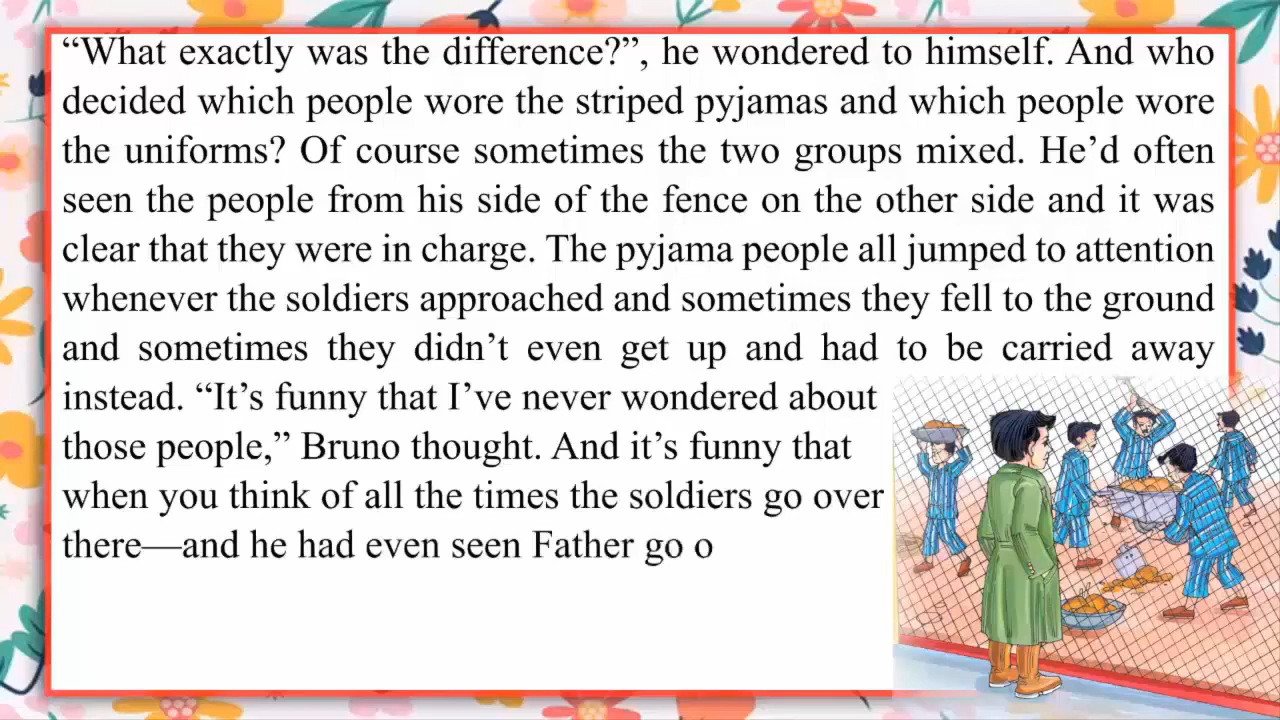 “What exactly was the difference?”, he wondered to himself. And who
decided which people wore the striped pyjamas and which people wore
the uniforms? Of course sometimes the two groups mixed. He’d often
seen the people from his side of the fence on the other side and it was
clear that they were in charge. The pyjama people all jumped to attention
whenever the soldiers approached and sometimes they fell to the ground
and sometimes they didn’t even get up and had to be carried away
instead. “It’s funny that I’ve never wondered about
those people,” Bruno thought. And it’s funny that
when you think of all the times the soldiers go over
there—and he had even seen Father go o